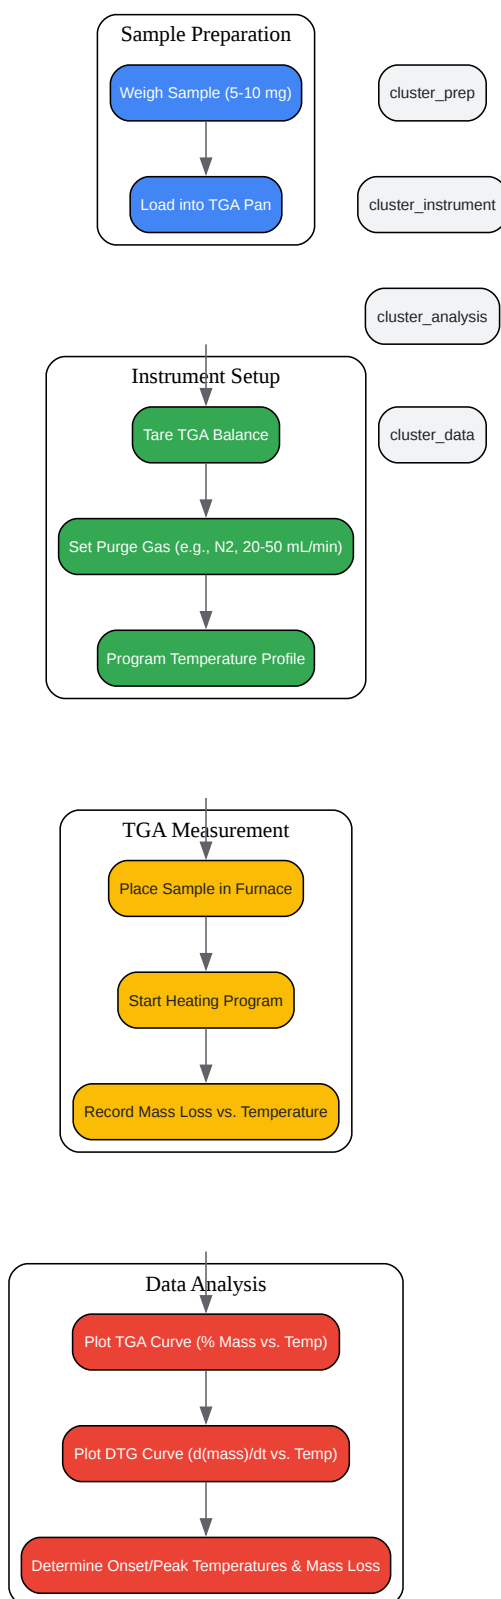 Sample Preparation
Weigh Sample (5-10 mg)
cluster_prep
Load into TGA Pan
cluster_instrument
cluster_analysis
Instrument Setup
Tare TGA Balance
cluster_data
Set Purge Gas (e.g., N2, 20-50 mL/min)
Program Temperature Profile
TGA Measurement
Place Sample in Furnace
Start Heating Program
Record Mass Loss vs. Temperature
Data Analysis
Plot TGA Curve (% Mass vs. Temp)
Plot DTG Curve (d(mass)/dt vs. Temp)
Determine Onset/Peak Temperatures & Mass Loss